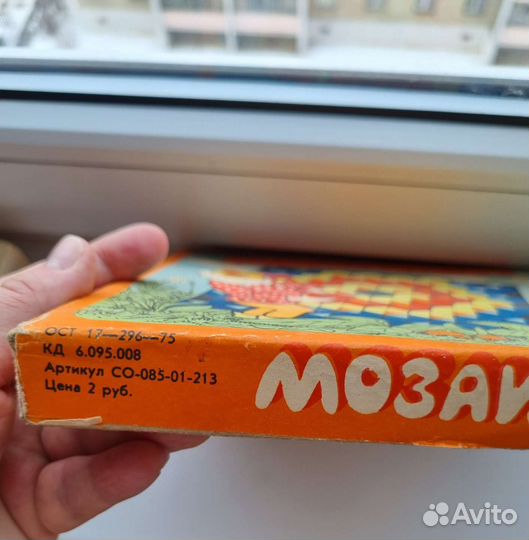 ОСТ 17—296—75
КД 6.095.008
Артикул СО-085-01-213
Цена 2 руб.
МОЗАИ
Avito